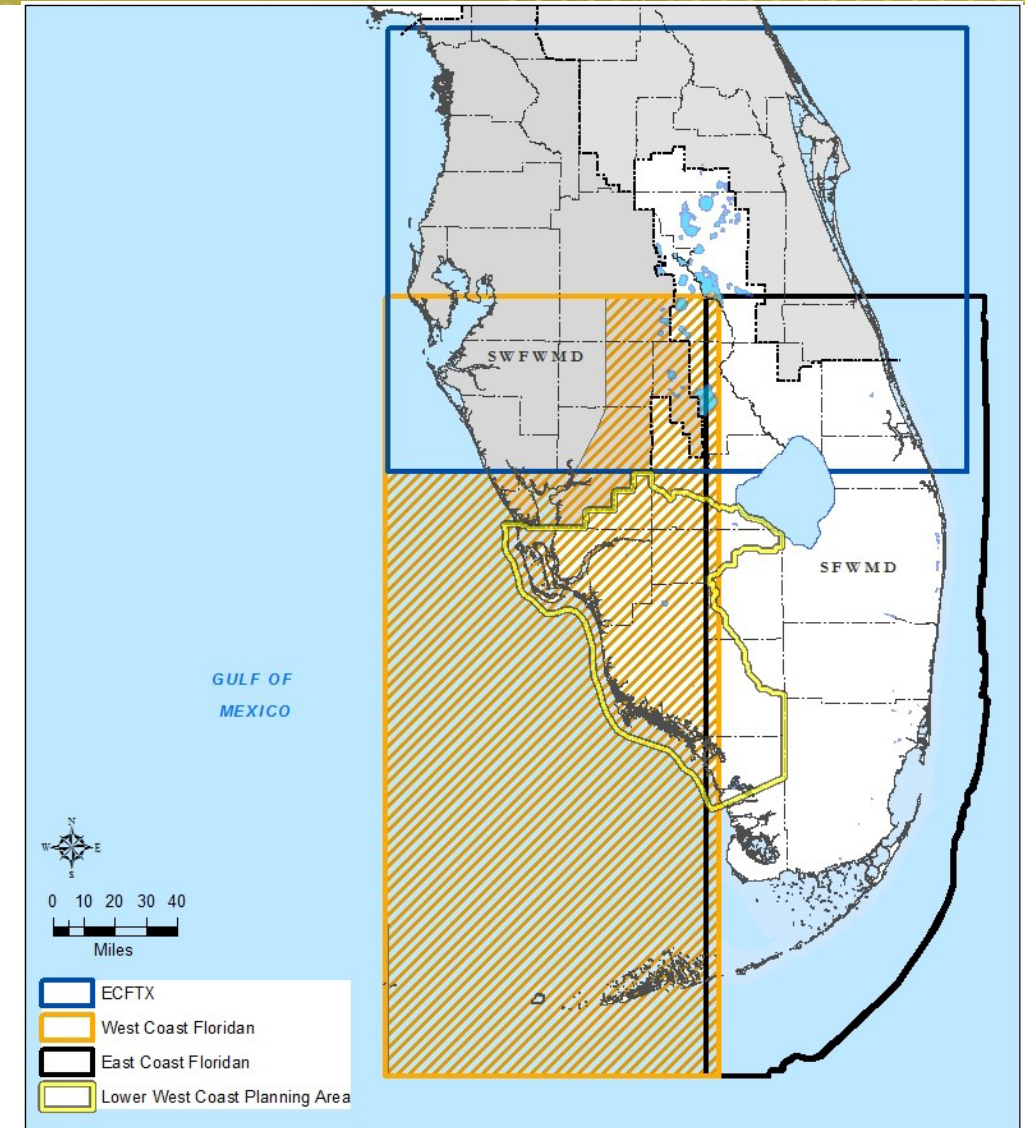 SWFWMD
SFWMD
GULF OF
MEXICO
N
W E
S
0 10 20 30 40
Miles
ECFTX
West Coast Floridan
East Coast Floridan
Lower West Coast Planning Area